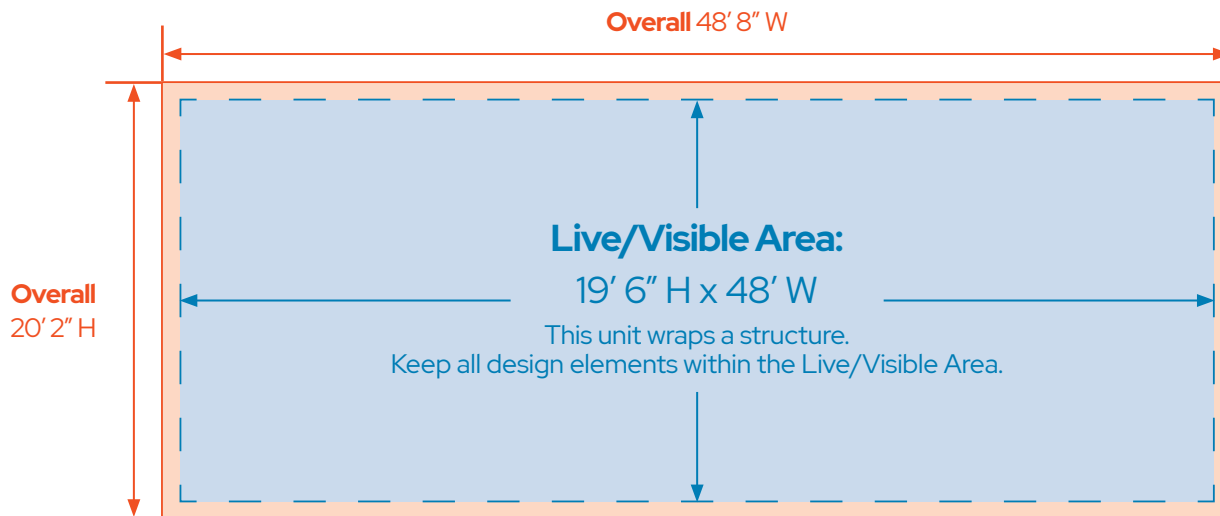 Overall 48′ 8″ W
Live/Visible Area:
19′ 6″ H x 48′ W
Overall
20′ 2″ H
This unit wraps a structure.
Keep all design elements within the Live/Visible Area.